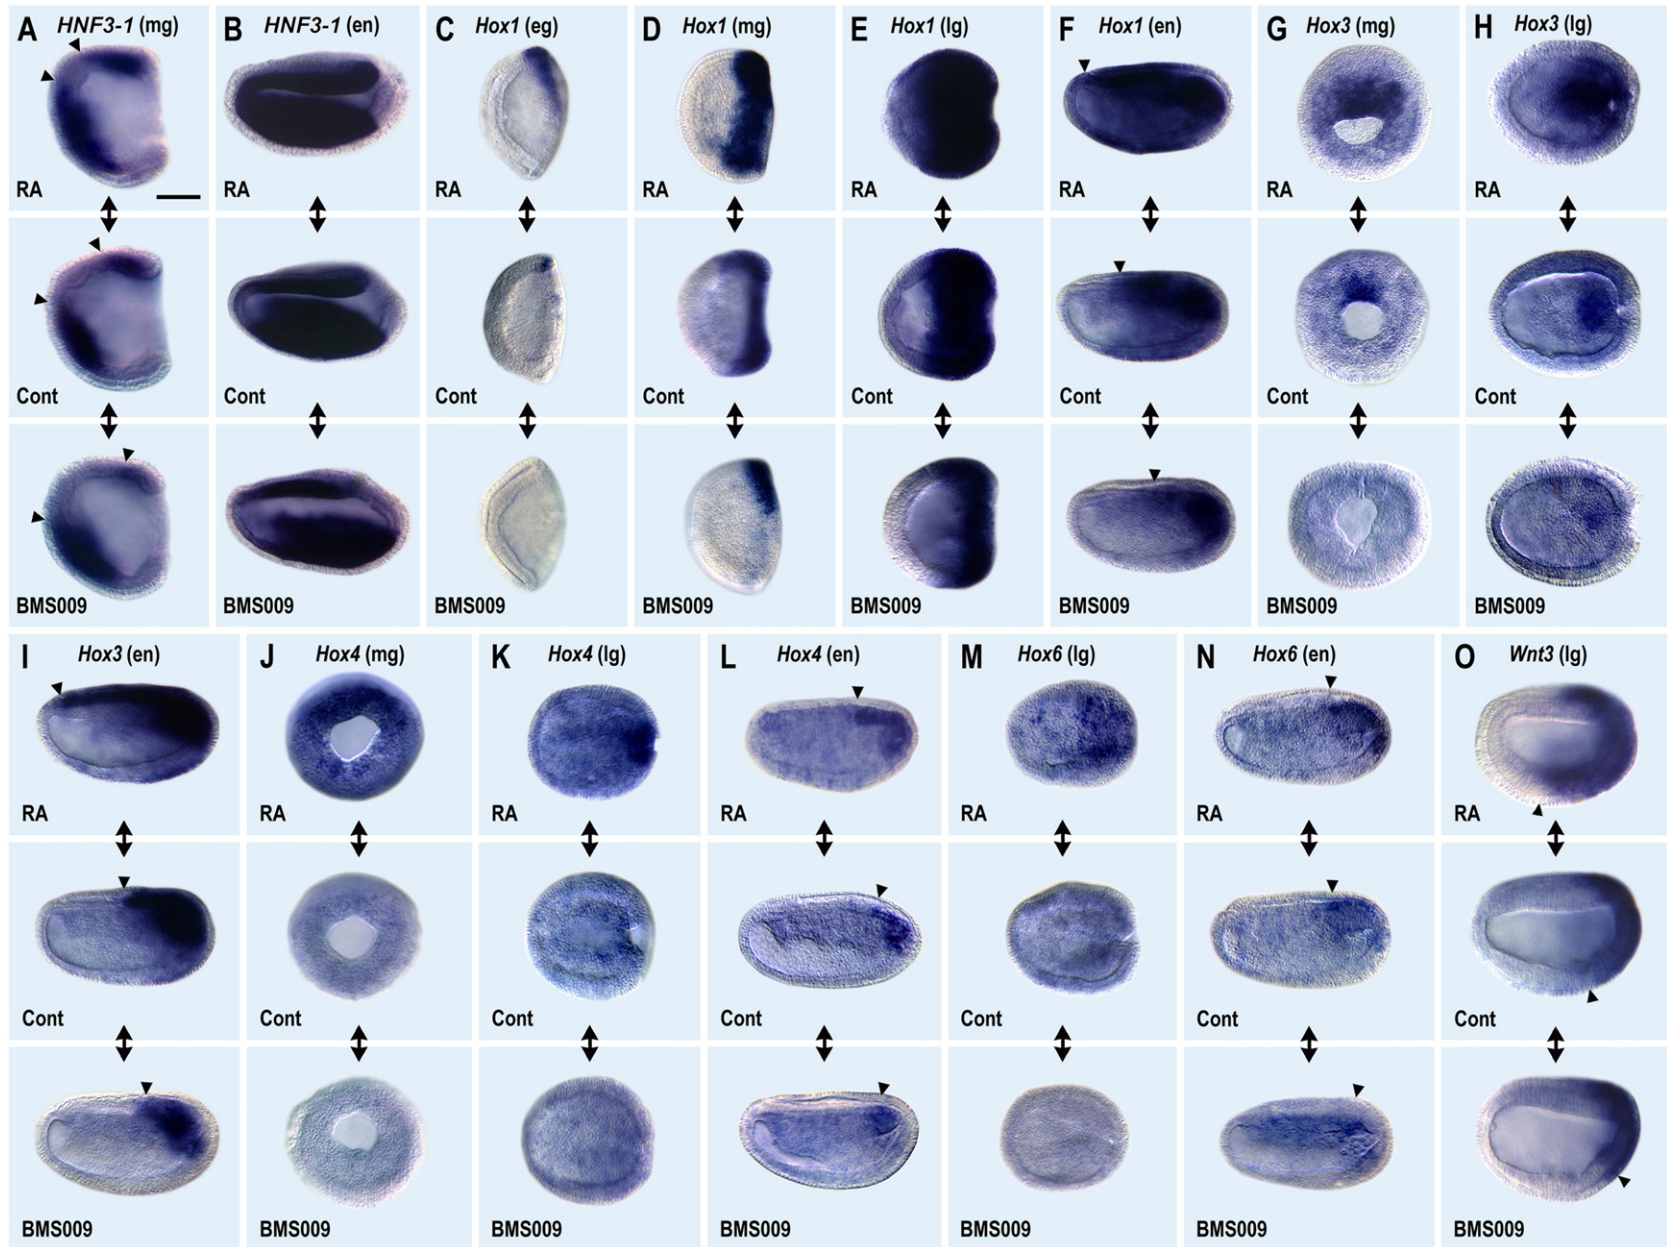 A HNF3-1 (mg)
B HNF3-1 (en)
C Hox1 (eg)
D Hox1 (mg)
E Hox1 (lg)
F Hox1 (en)
G Hox3 (mg)
H Hox3 (lg)
RA RA RA RA RA RA RA RA
Cont Cont Cont Cont Cont Cont Cont Cont
BMS009 BMS009 BMS009 BMS009 BMS009 BMS009 BMS009 BMS009
I Hox3 (en)
J Hox4 (mg)
K Hox4 (lg)
L Hox4 (en)
M Hox6 (lg)
N Hox6 (en)
O Wnt3 (lg)
RA RA RA RA RA RA RA
Cont Cont Cont Cont Cont Cont Cont
BMS009 BMS009 BMS009 BMS009 BMS009 BMS009 BMS009